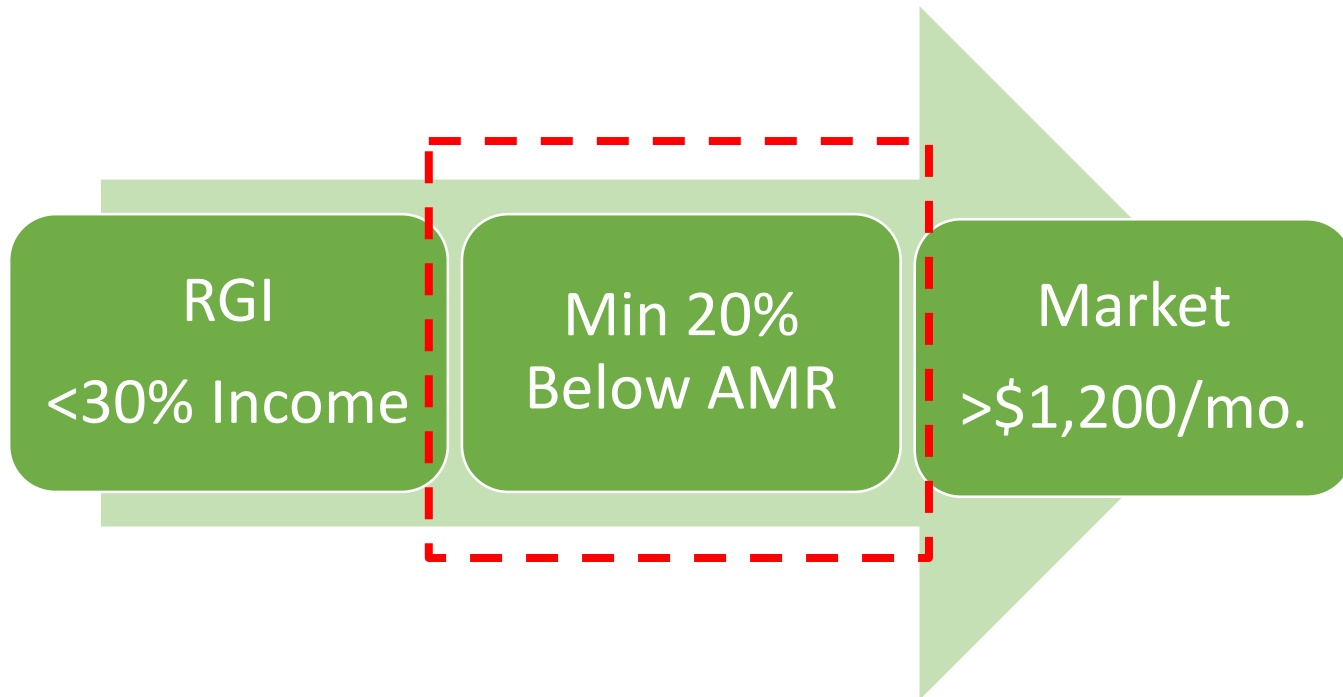 RGI
<30% Income
Min 20%
Below AMR
Market
>$1,200/mo.